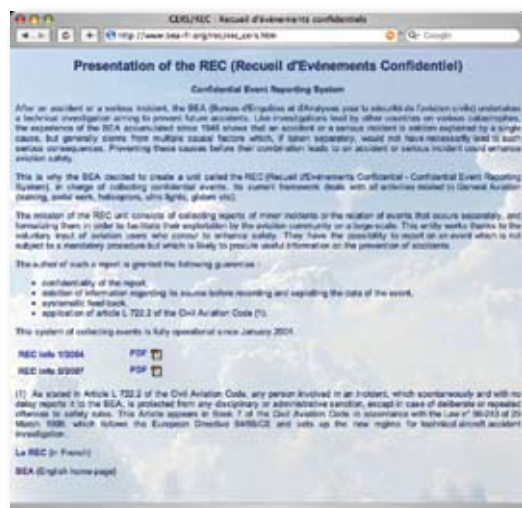 CERS/REC : Recueil d'événements confidentiels
http://www.bea-fr.org/rec/rec_cers.htm
Google
Presentation of the REC (Recueil d'Evénements Confidentiel)
Confidential Event Reporting System
After an accident or a serious incident, the BEA (Bureau d'Enquêtes et d'Analyses pour la sécurité de l'aviation civile) undertakes
a technical investigation aiming to prevent future accidents. Like investigations lead by other countries on various catastrophes,
the experience of the BEA accumulated since 1946 shows that an accident or a serious incident is seldom explained by a single
cause, but generally stems from multiple causal factors which, if taken separately, would not have necessarily lead to such
serious consequences. Preventing these causes before their combination leads to an accident or serious incident could enhance
aviation safety.
This is why the BEA decided to create a unit called the REC (Recueil d'Evénements Confidentiel - Confidential Event Reporting
System), in charge of collecting confidential events. Its current framework deals with all activities related to General Aviation
(training, aerial work, helicopters, ultra lights, gliders etc).
The mission of the REC unit consists of collecting reports of minor incidents or the relation of events that occurs separately, and
formalizing them in order to facilitate their exploitation by the aviation community on a large-scale. This entity works thanks to the
voluntary input of aviation users who concur to enhance safety. They have the possibility to report on an event which is not
subject to a mandatory procedure but which is likely to procure useful information on the prevention of accidents.
The author of such a report is granted the following guarantees :
confidentiality of the report,
deletion of information regarding its source before recording and exploiting the data of the event,
systematic feed-back,
application of article L 722.2 of the Civil Aviation Code (1).
This system of collecting events is fully operational since January 2001.
REC info 1/2004 PDF
REC info 5/2007 PDF
(1) As stated in Article L 722.2 of the Civil Aviation Code, any person involved in an incident, which spontaneously and with no
delay reports it to the BEA, is protected from any disciplinary or administrative sanction, except in case of deliberate or repeated
offences to safety rules. This Article appears in Book 7 of the Civil Aviation Code in accordance with the Law n° 99-243 of 29
March 1999, which follows the European Directive 94/56/CE and sets up the new regime for technical aircraft accident
investigation.
Le REC (in French)
BEA (English home page)